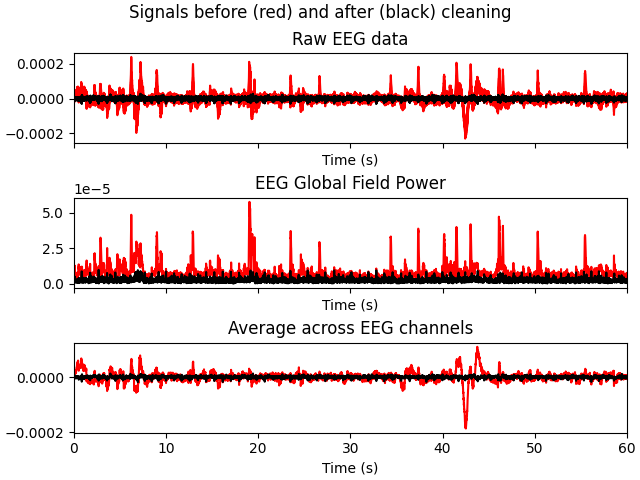 Signals before (red) and after (black) cleaning
Raw EEG data
0.0002
0.0000
−0.0002
Time (s)
EEG Global Field Power
1e−5
5.0
2.5
0.0
Time (s)
Average across EEG channels
0.0000
−0.0002
0 10 20 30 40 50 60
Time (s)